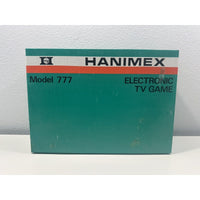 H HANIMEX
Model 777
ELECTRONIC
TV GAME